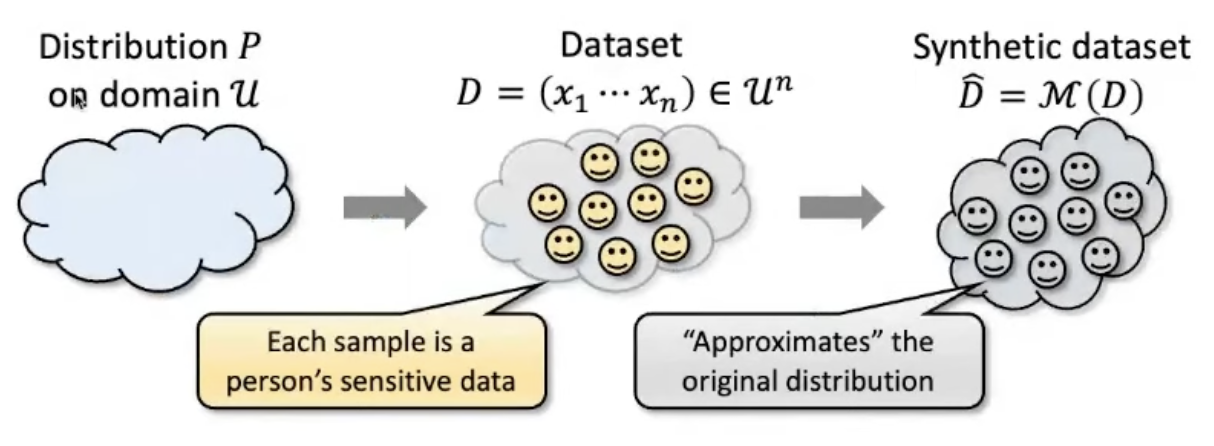 Distribution P
on domain 𝒰
Dataset
D = (x₁ ⋯ xₙ) ∈ 𝒰ⁿ
Synthetic dataset
D̂ = ℳ(D)
Each sample is a
person's sensitive data
"Approximates" the
original distribution